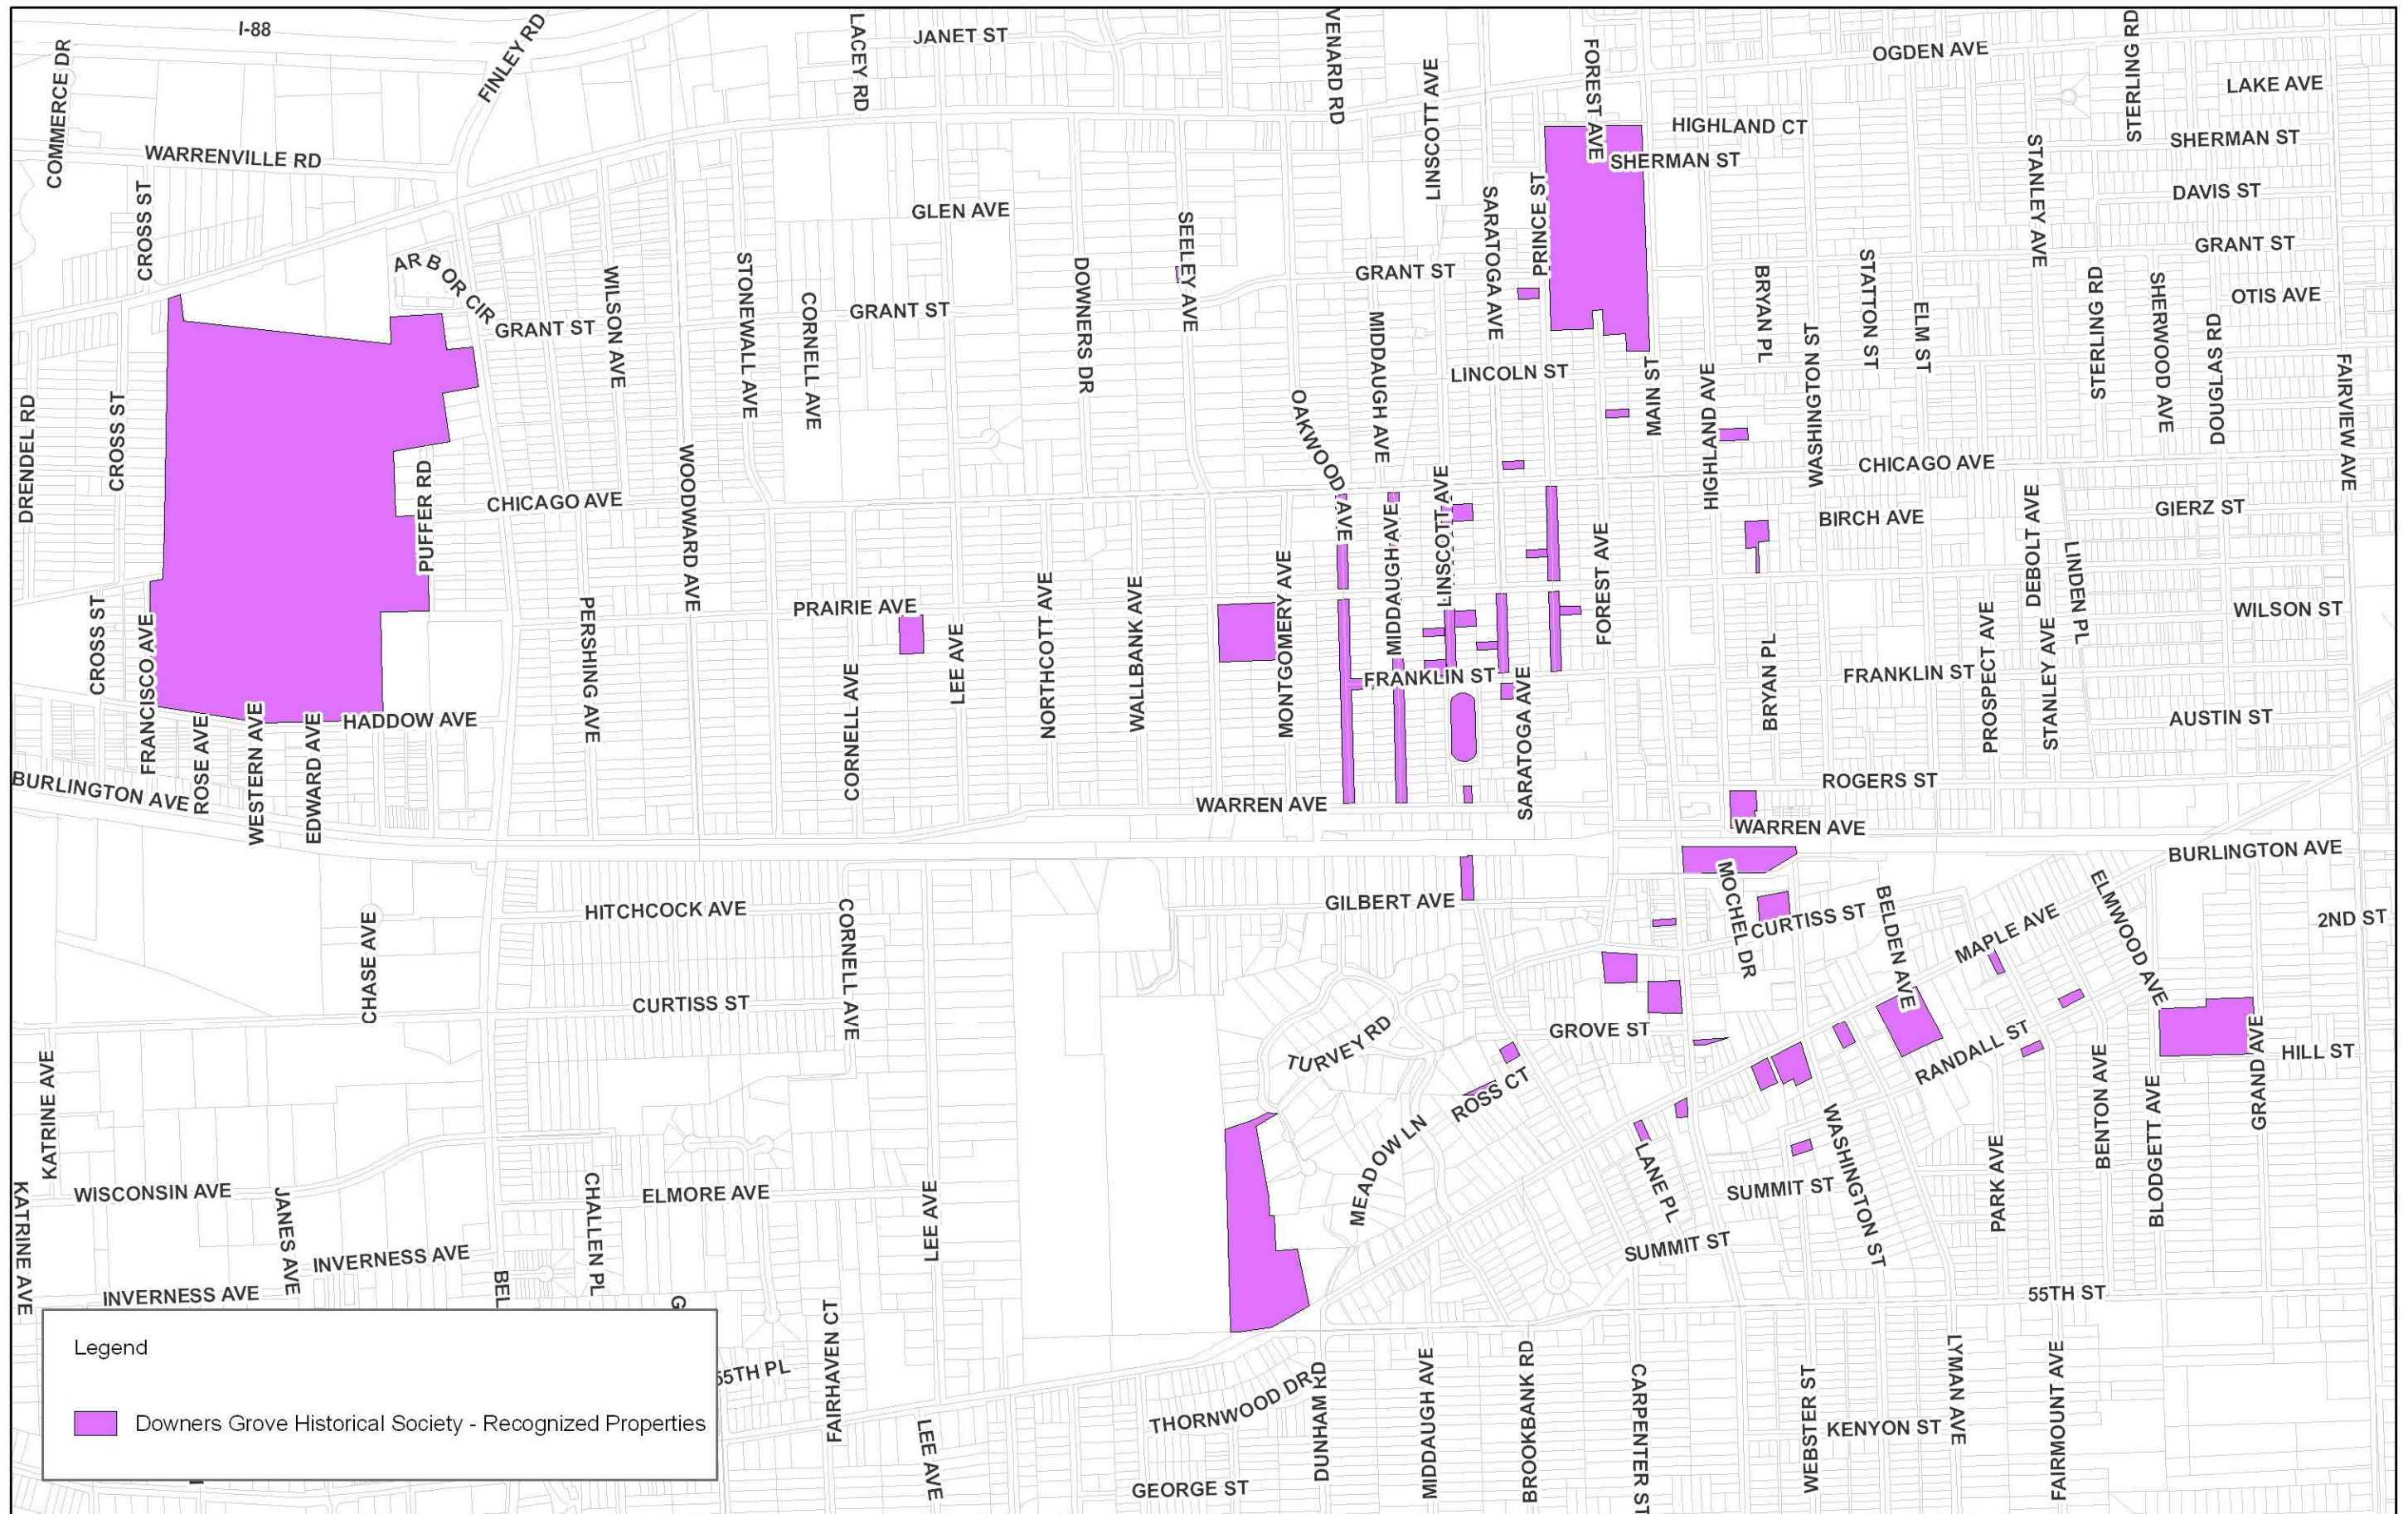 I-88
FINLEY RD
COMMERCE DR
LACEY RD
JANET ST
VENARD RD
LINSCOTT AVE
FOREST AVE
OGDEN AVE
STERLING RD
LAKE AVE
WARRENVILLE RD
HIGHLAND CT
SHERMAN ST
SHERMAN ST
CROSS ST
GLEN AVE
SEELEY AVE
SARATOGA AVE
PRINCE ST
STANLEY AVE
DAVIS ST
GRANT ST
ARBOR CIR
GRANT ST
WILSON AVE
STONEWALL AVE
CORNELL AVE
GRANT ST
DOWNERS DR
GRANT ST
MIDDAUGH AVE
BRYAN PL
STATTON ST
ELM ST
STERLING RD
SHERWOOD AVE
OTIS AVE
DOUGLAS RD
LINCOLN ST
MAIN ST
HIGHLAND AVE
WASHINGTON ST
FAIRVIEW AVE
DRENDEL RD
CROSS ST
PUFFER RD
CHICAGO AVE
WOODWARD AVE
OAKWOOD AVE
CHICAGO AVE
GIERZ ST
BIRCH AVE
MIDDAUGH AVE
LINSCOTT AVE
FOREST AVE
DEBOLT AVE
LINDEN PL
CROSS ST
FRANCISCO AVE
PERSHING AVE
PRAIRIE AVE
LEE AVE
NORTHCOTT AVE
WALLBANK AVE
MONTGOMERY AVE
WILSON ST
PROSPECT AVE
STANLEY AVE
BRYAN PL
FRANKLIN ST
FRANKLIN ST
SARATOGA AVE
AUSTIN ST
ROSE AVE
WESTERN AVE
EDWARD AVE
HADDOW AVE
CORNELL AVE
BURLINGTON AVE
WARREN AVE
ROGERS ST
WARREN AVE
BURLINGTON AVE
HITCHCOCK AVE
CORNELL AVE
CHASE AVE
GILBERT AVE
MOCHEL DR
CURTISS ST
BELDEN AVE
MAPLE AVE
ELMWOOD AVE
2ND ST
CURTISS ST
TURVEY RD
GROVE ST
RANDALL ST
HILL ST
GRAND AVE
KATRINE AVE
ROSS CT
MEADOW LN
LANE PL
WASHINGTON ST
BENTON AVE
BLODGETT AVE
PARK AVE
WISCONSIN AVE
JANES AVE
CHALLEN PL
ELMORE AVE
LEE AVE
SUMMIT ST
SUMMIT ST
KATRINE AVE
INVERNESS AVE
INVERNESS AVE
BEL
G
FAIRHAVEN CT
55TH ST
55TH PL
THORNWOOD DR
DUNHAM RD
MIDDAUGH AVE
BROOKBANK RD
CARPENTER ST
WEBSTER ST
KENYON ST
LYMAN AVE
FAIRMOUNT AVE
LEE AVE
GEORGE ST
Legend
Downers Grove Historical Society - Recognized Properties